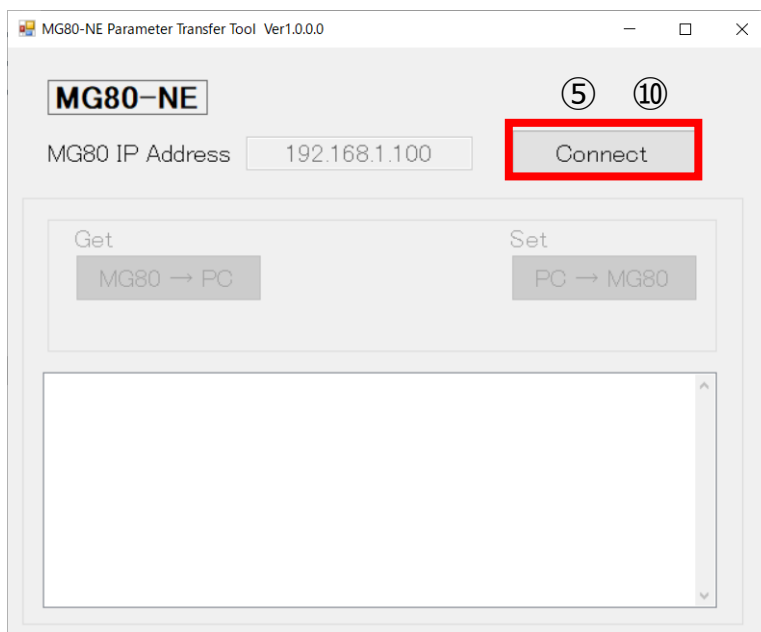 MG80-NE Parameter Transfer Tool Ver1.0.0.0
MG80-NE
⑤ ⑩
MG80 IP Address 192.168.1.100 Connect
Get Set
MG80 → PC PC → MG80